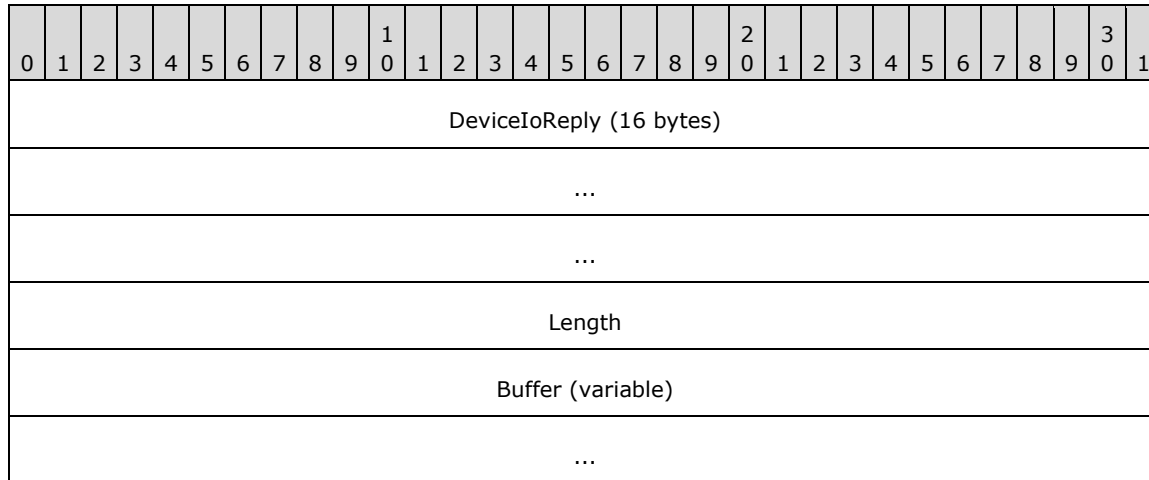 1 2 3
0 1 2 3 4 5 6 7 8 9 0 1 2 3 4 5 6 7 8 9 0 1 2 3 4 5 6 7 8 9 0 1
DeviceIoReply (16 bytes)
...
...
Length
Buffer (variable)
...